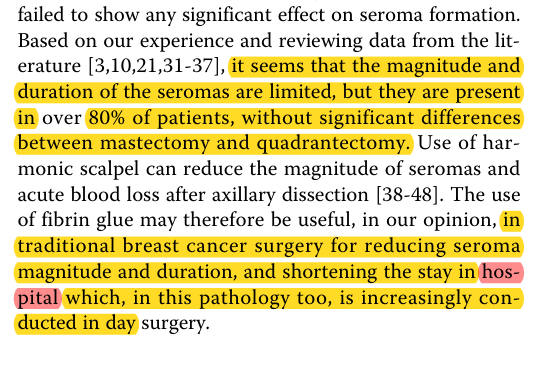 failed to show any significant effect on seroma formation.
Based on our experience and reviewing data from the lit-
erature [3,10,21,31-37], it seems that the magnitude and
duration of the seromas are limited, but they are present
in over 80% of patients, without significant differences
between mastectomy and quadrantectomy. Use of har-
monic scalpel can reduce the magnitude of seromas and
acute blood loss after axillary dissection [38-48]. The use
of fibrin glue may therefore be useful, in our opinion, in
traditional breast cancer surgery for reducing seroma
magnitude and duration, and shortening the stay in hos-
pital which, in this pathology too, is increasingly con-
ducted in day surgery.